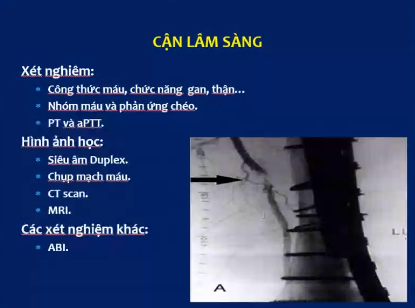 CẬN LÂM SÀNG
Xét nghiêm:
Công thức máu, chức năng gan, thận...
Nhóm máu và phản ứng chéo.
PT và aPTT.
Hình ảnh học:
Siêu âm Duplex.
Chụp mạch máu.
CT scan.
MRI.
Các xét nghiệm khác:
ABI.
A